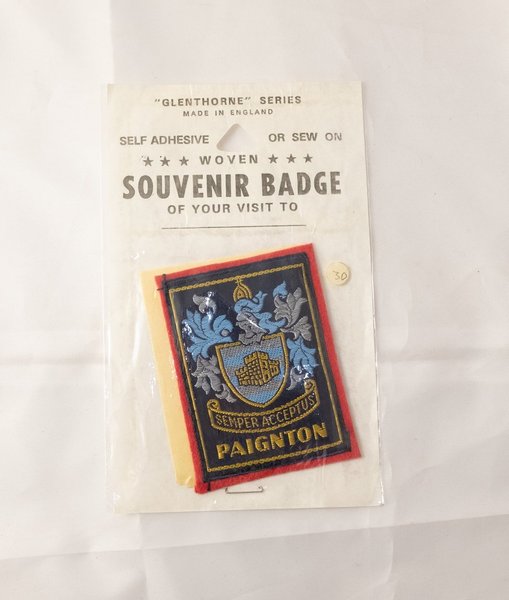 "GLENTHORNE" SERIES
MADE IN ENGLAND
SELF ADHESIVE OR SEW ON
★ ★ ★ WOVEN ★ ★ ★
SOUVENIR BADGE
OF YOUR VISIT TO
30
SEMPER ACCEPTUS
PAIGNTON